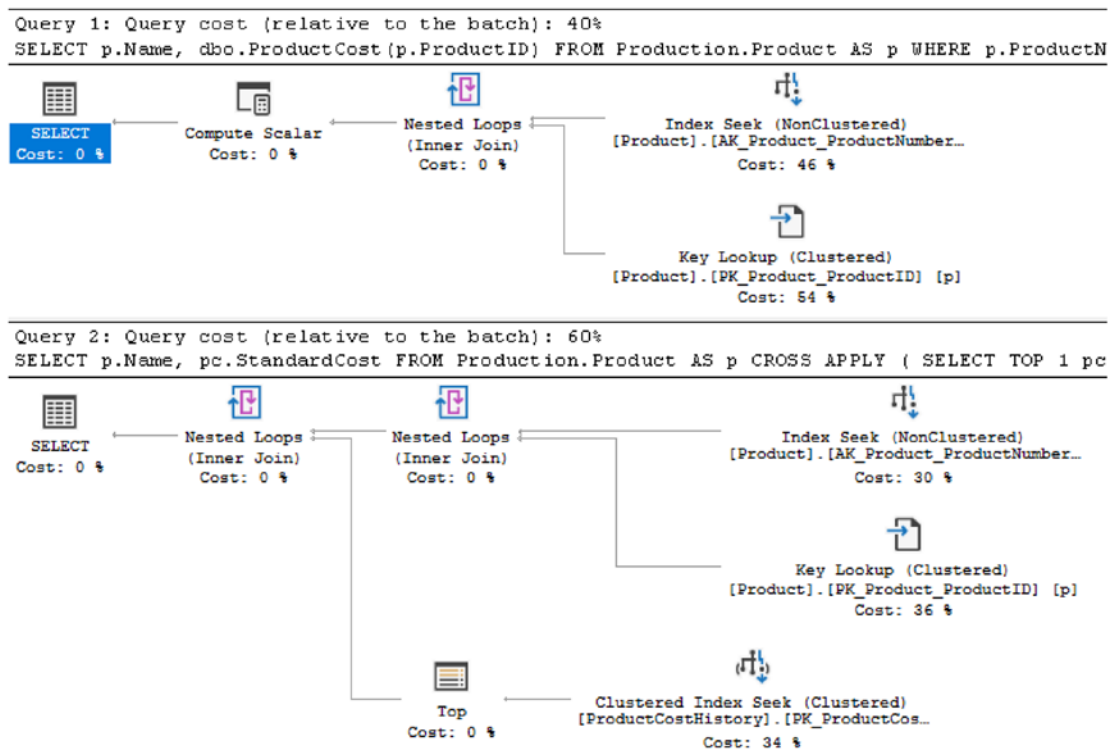 Query 1: Query cost (relative to the batch): 40%
SELECT p.Name, dbo.ProductCost(p.ProductID) FROM Production.Product AS p WHERE p.ProductN
SELECT
Cost: 0 %
Compute Scalar
Cost: 0 %
Nested Loops
(Inner Join)
Cost: 0 %
Index Seek (NonClustered)
[Product].[AK_Product_ProductNumber…
Cost: 46 %
Key Lookup (Clustered)
[Product].[PK_Product_ProductID] [p]
Cost: 54 %
Query 2: Query cost (relative to the batch): 60%
SELECT p.Name, pc.StandardCost FROM Production.Product AS p CROSS APPLY ( SELECT TOP 1 pc
SELECT
Cost: 0 %
Nested Loops
(Inner Join)
Cost: 0 %
Nested Loops
(Inner Join)
Cost: 0 %
Index Seek (NonClustered)
[Product].[AK_Product_ProductNumber…
Cost: 30 %
Key Lookup (Clustered)
[Product].[PK_Product_ProductID] [p]
Cost: 36 %
Top
Cost: 0 %
Clustered Index Seek (Clustered)
[ProductCostHistory].[PK_ProductCos…
Cost: 34 %